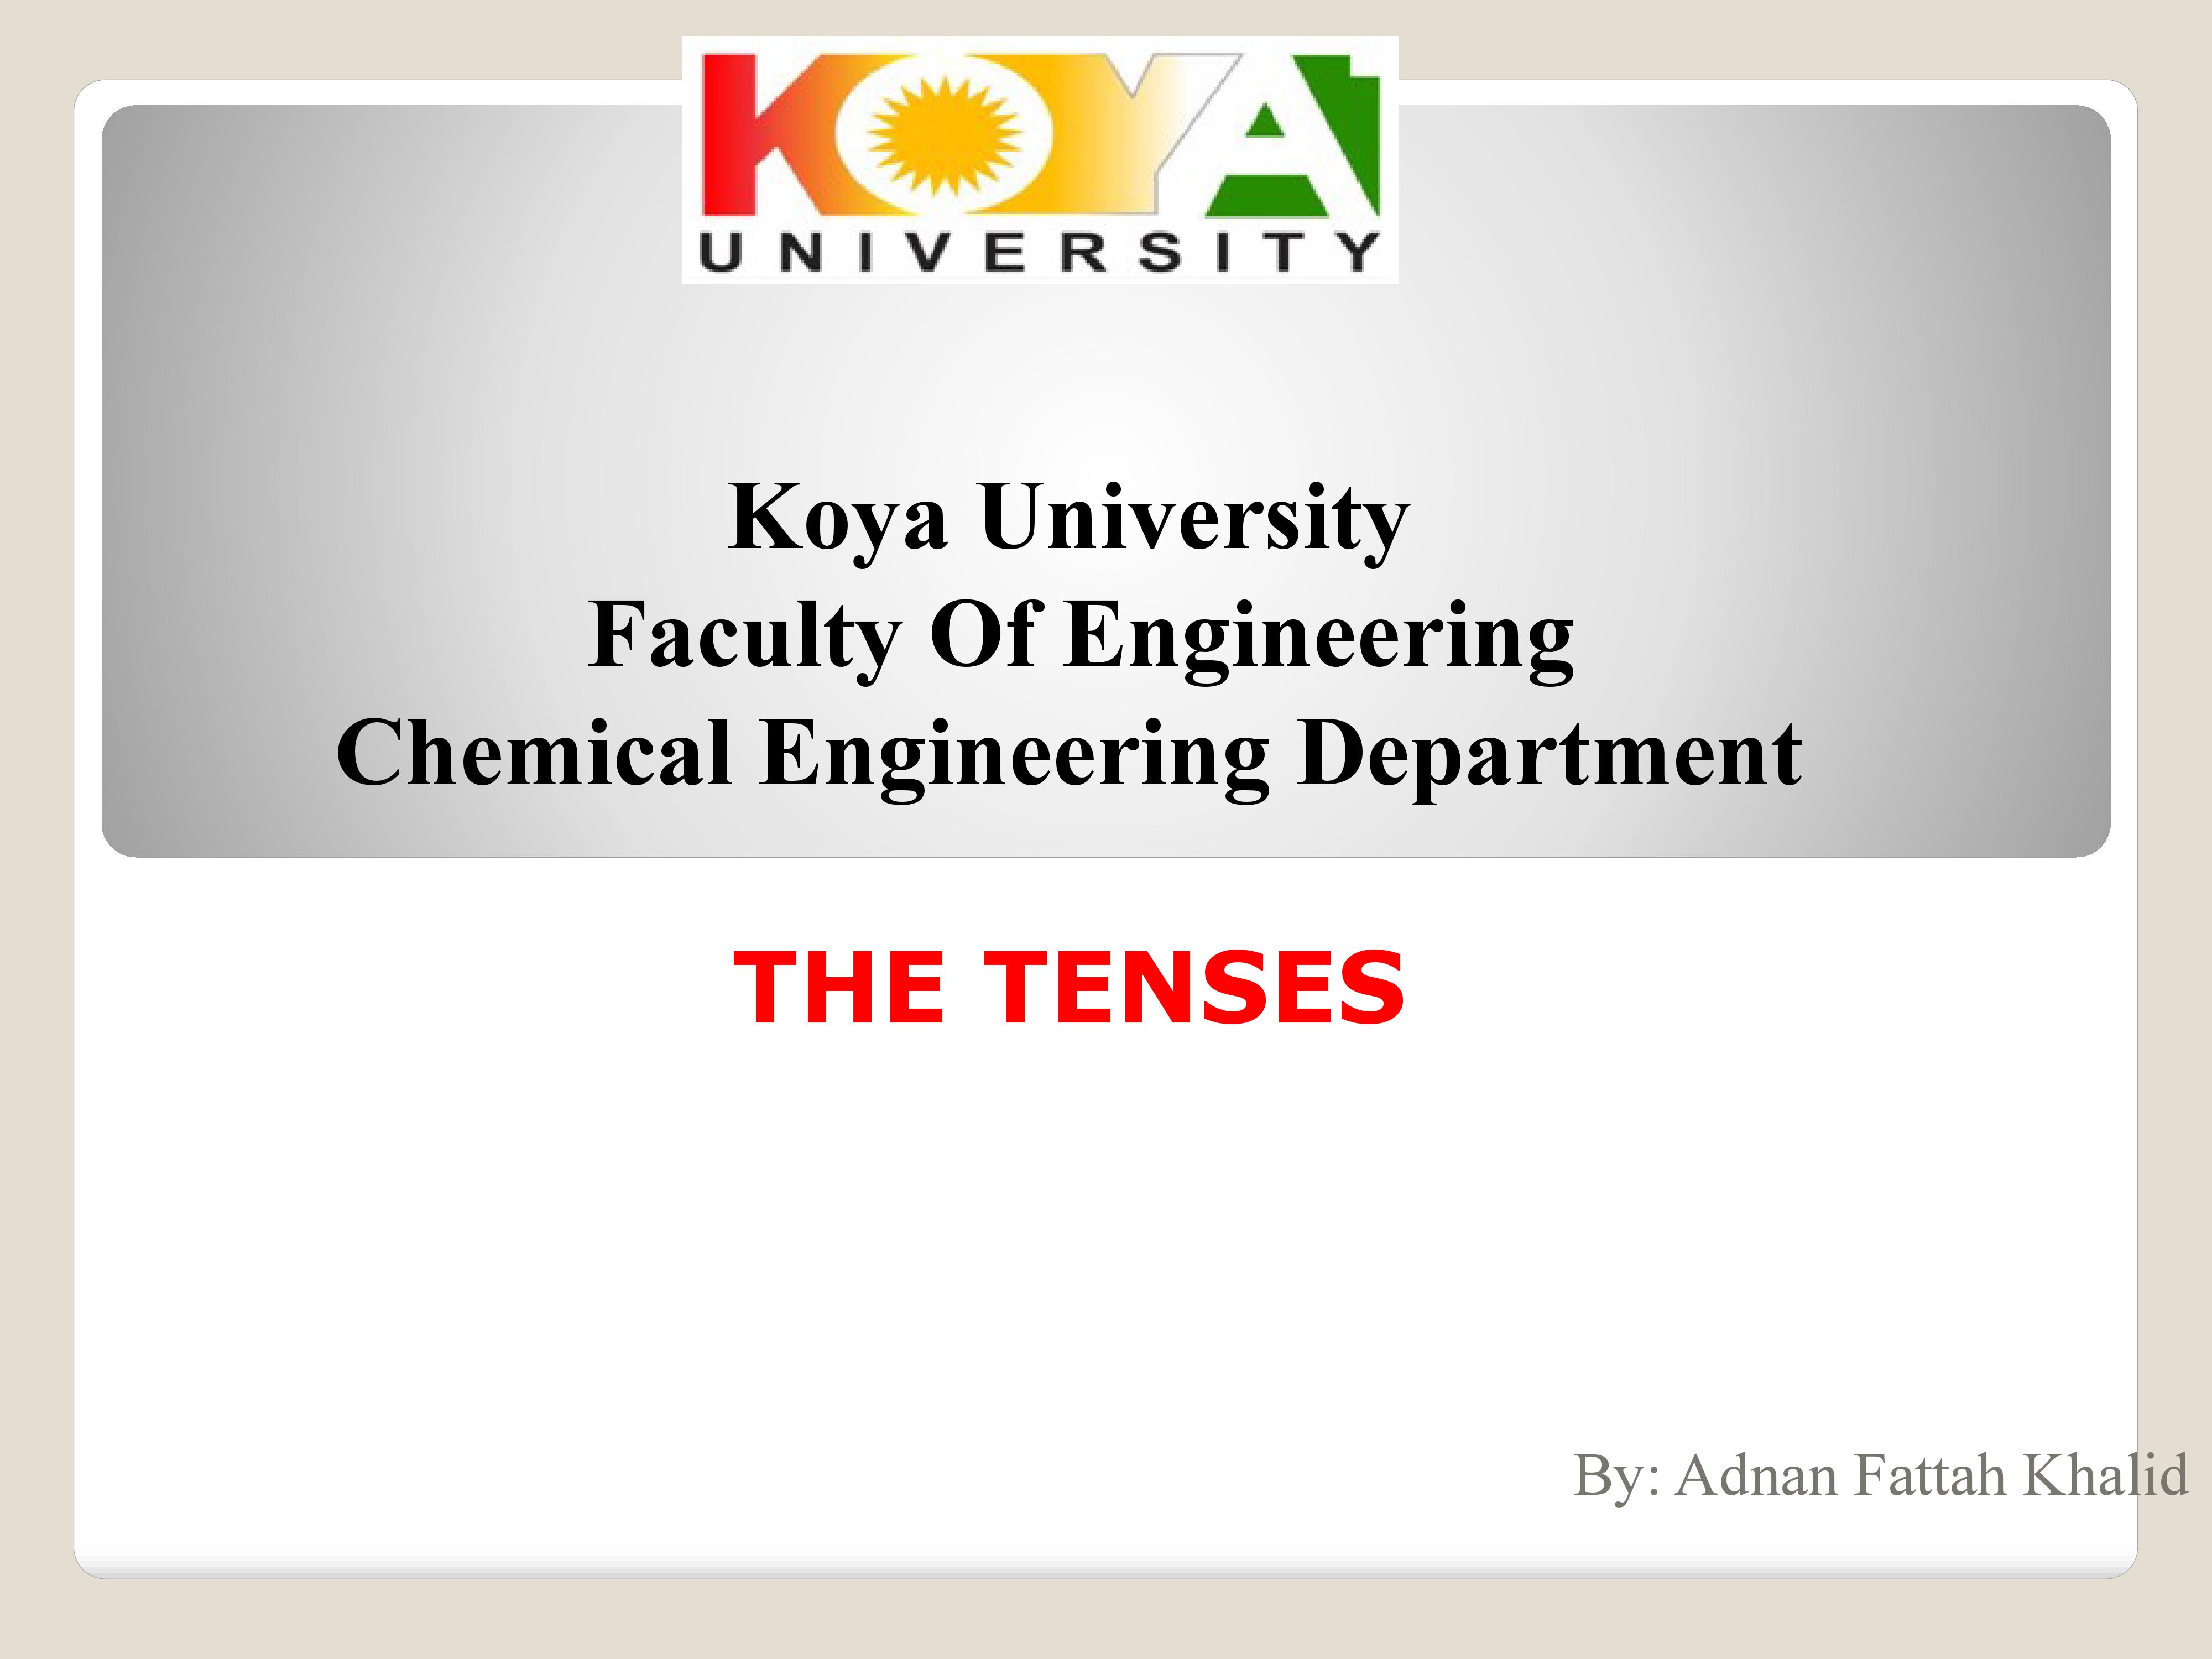 KOYA
UNIVERSITY
Koya University
Faculty Of Engineering
Chemical Engineering Department
THE TENSES
By: Adnan Fattah Khalid